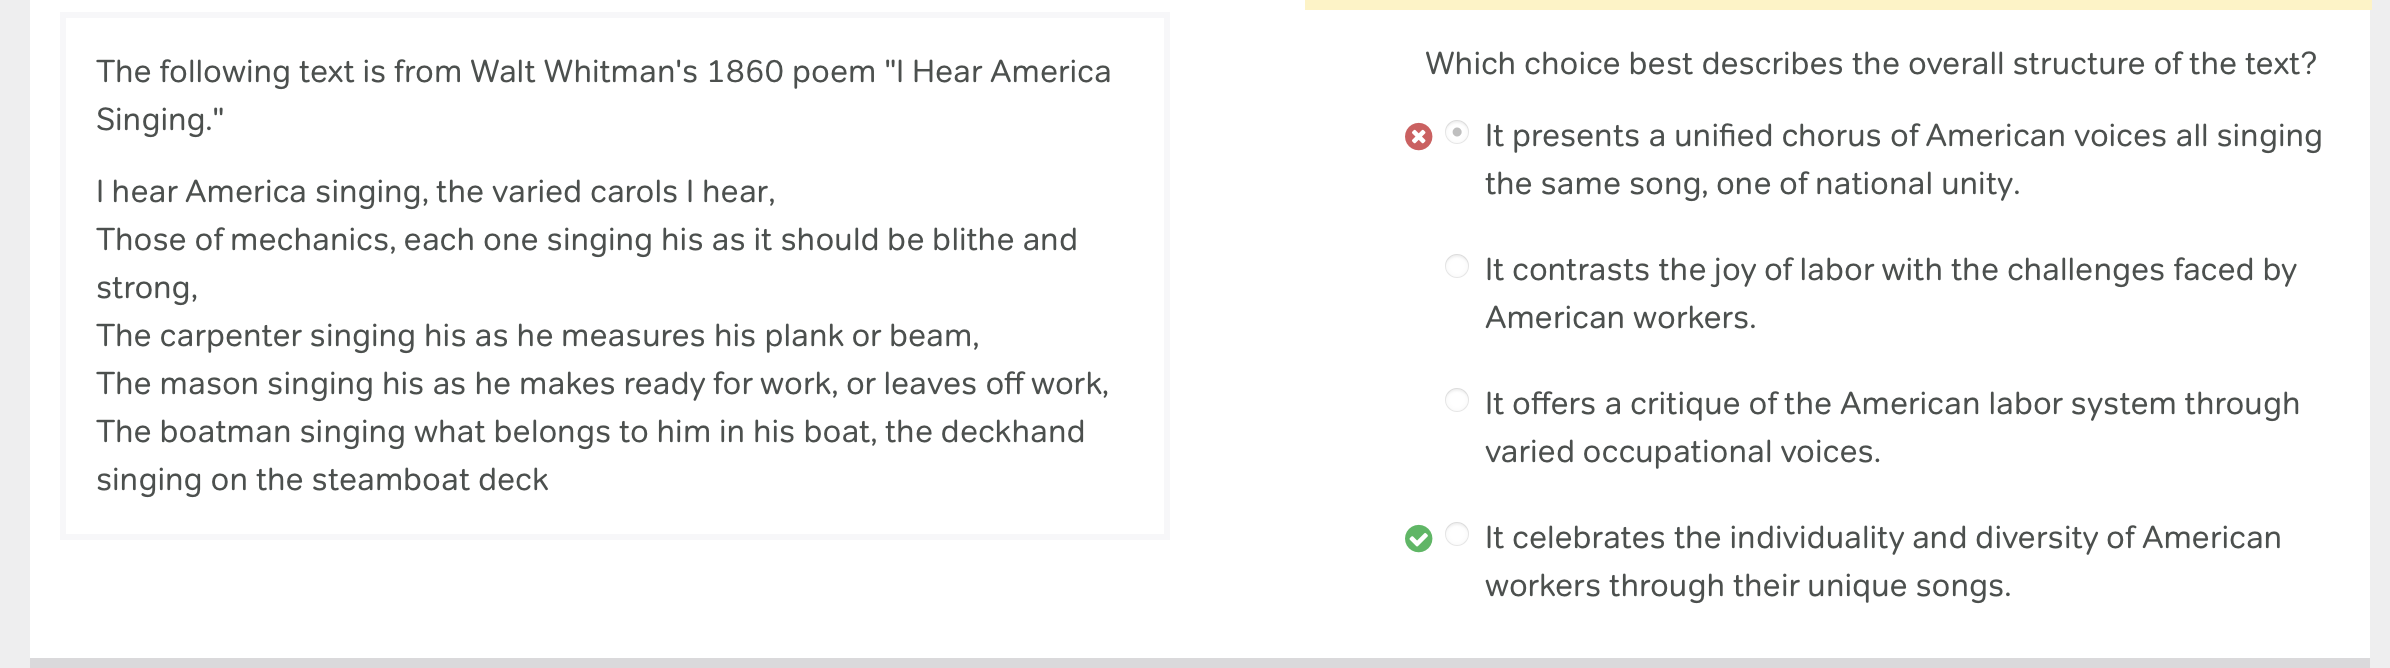 The following text is from Walt Whitman's 1860 poem "I Hear America
Singing."
I hear America singing, the varied carols I hear,
Those of mechanics, each one singing his as it should be blithe and
strong,
The carpenter singing his as he measures his plank or beam,
The mason singing his as he makes ready for work, or leaves off work,
The boatman singing what belongs to him in his boat, the deckhand
singing on the steamboat deck
Which choice best describes the overall structure of the text?
It presents a unified chorus of American voices all singing
the same song, one of national unity.
It contrasts the joy of labor with the challenges faced by
American workers.
It offers a critique of the American labor system through
varied occupational voices.
It celebrates the individuality and diversity of American
workers through their unique songs.